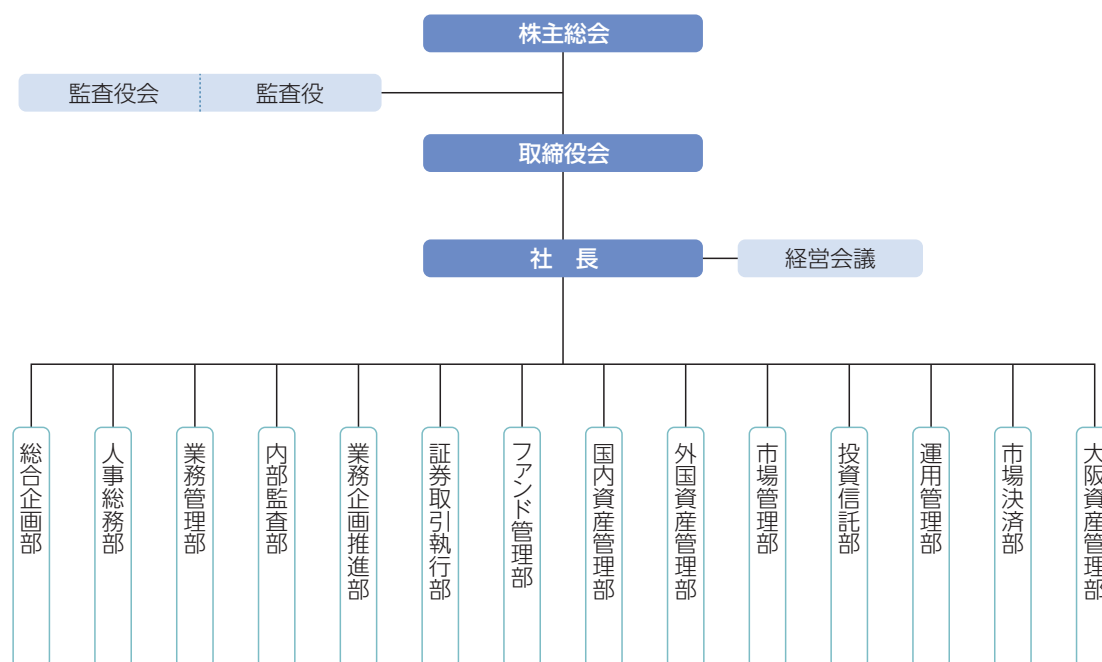 株主総会
監査役会 監査役
取締役会
社 長
経営会議
総合企画部
人事総務部
業務管理部
内部監査部
業務企画推進部
証券取引執行部
ファンド管理部
国内資産管理部
外国資産管理部
市場管理部
投資信託部
運用管理部
市場決済部
大阪資産管理部